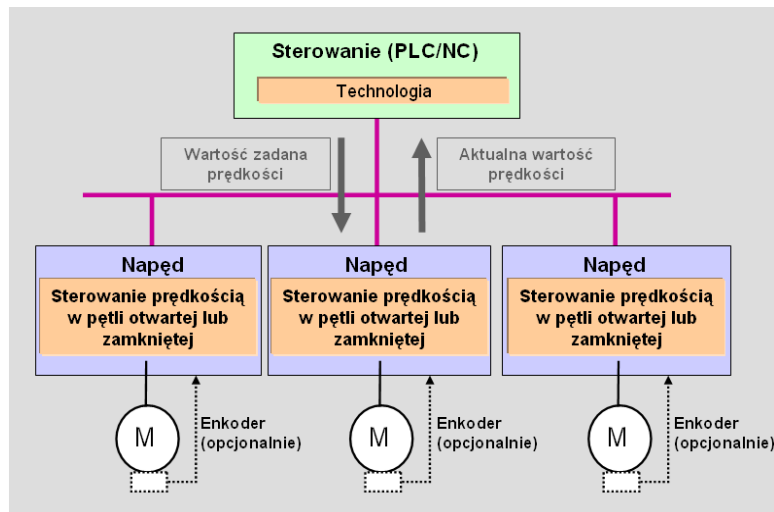 Sterowanie (PLC/NC)
Technologia
Wartość zadana
prędkości
Aktualna wartość
prędkości
Napęd
Sterowanie prędkością
w pętli otwartej lub
zamkniętej
Napęd
Sterowanie prędkością
w pętli otwartej lub
zamkniętej
Napęd
Sterowanie prędkością
w pętli otwartej lub
zamkniętej
M
Enkoder
(opcjonalnie)
M
Enkoder
(opcjonalnie)
M
Enkoder
(opcjonalnie)